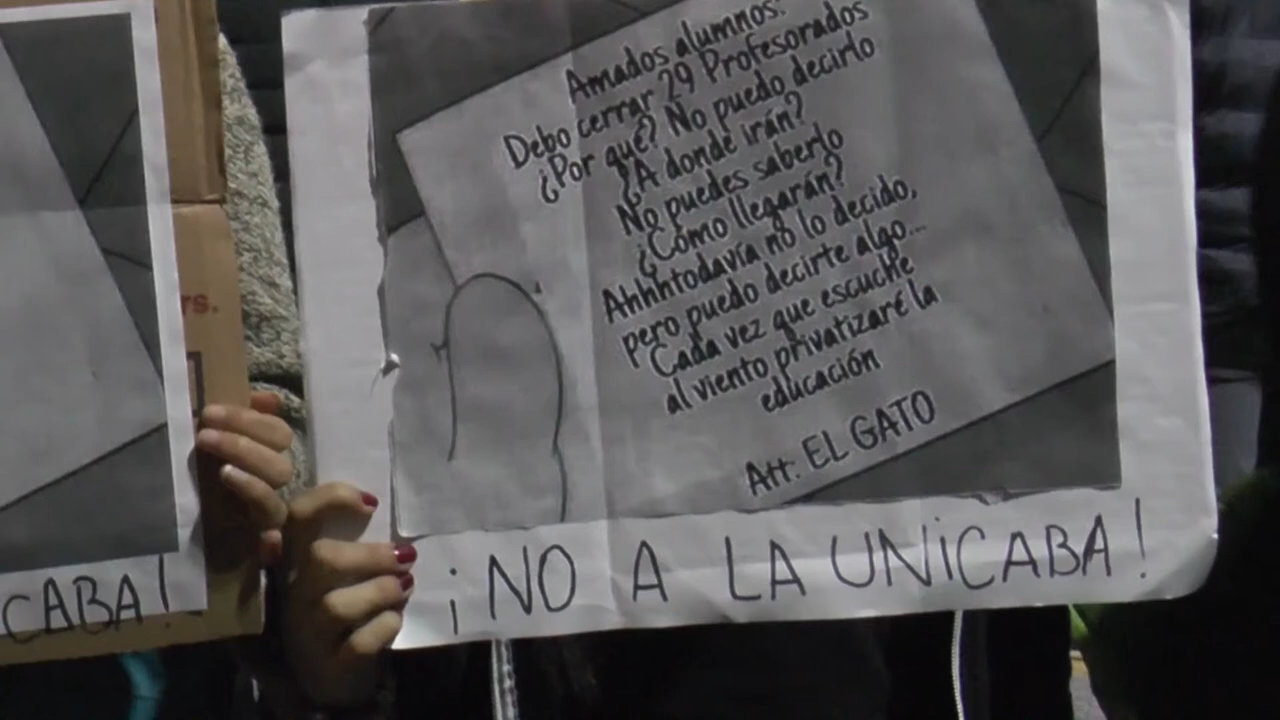 Amados alumnos:
Debo cerrar 29 Profesorados
¿Por qué? No puedo decirlo
¿A donde irán?
No puedes saberlo
¿Cómo llegarán?
Ahhhtodavía no lo decido,
pero puedo decirte algo...
Cada vez que escuche
al viento privatizaré la
educación
Att: EL GATO
¡NO A LA UNiCABA!
CABA!
rs.